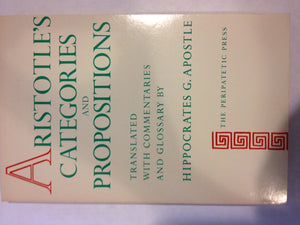 ARISTOTLE'S
CATEGORIES
AND
PROPOSITIONS
TRANSLATED
WITH COMMENTARIES
AND GLOSSARY BY
HIPPOCRATES G. APOSTLE
THE PERIPATETIC PRESS